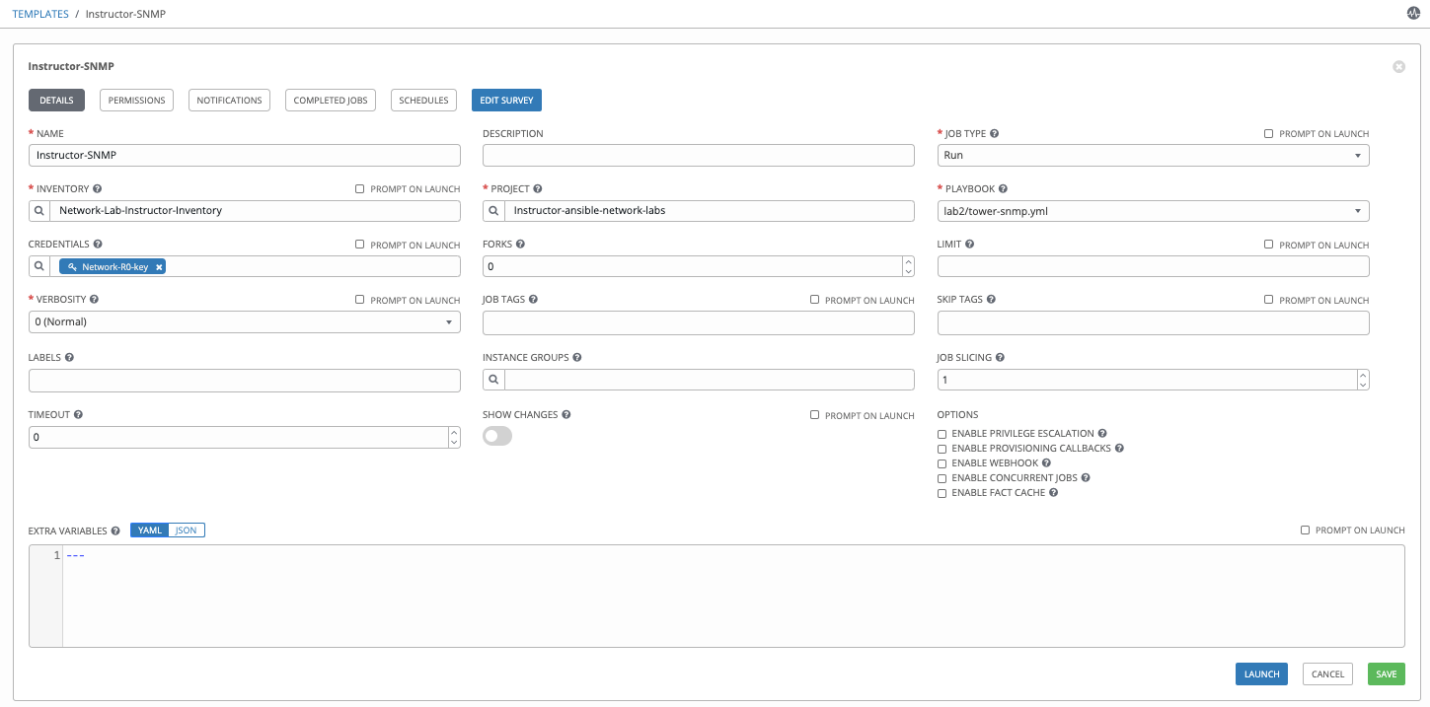 TEMPLATES / Instructor-SNMP
Instructor-SNMP
DETAILS PERMISSIONS NOTIFICATIONS COMPLETED JOBS SCHEDULES EDIT SURVEY
* NAME DESCRIPTION * JOB TYPE PROMPT ON LAUNCH
Instructor-SNMP Run
* INVENTORY PROMPT ON LAUNCH * PROJECT * PLAYBOOK
Network-Lab-Instructor-Inventory Instructor-ansible-network-labs lab2/tower-snmp.yml
CREDENTIALS PROMPT ON LAUNCH FORKS LIMIT PROMPT ON LAUNCH
Network-R0-key 0
* VERBOSITY PROMPT ON LAUNCH JOB TAGS PROMPT ON LAUNCH SKIP TAGS PROMPT ON LAUNCH
0 (Normal)
LABELS INSTANCE GROUPS JOB SLICING
1
TIMEOUT SHOW CHANGES PROMPT ON LAUNCH OPTIONS
0
ENABLE PRIVILEGE ESCALATION
ENABLE PROVISIONING CALLBACKS
ENABLE WEBHOOK
ENABLE CONCURRENT JOBS
ENABLE FACT CACHE
EXTRA VARIABLES YAML JSON PROMPT ON LAUNCH
1 ---
LAUNCH CANCEL SAVE